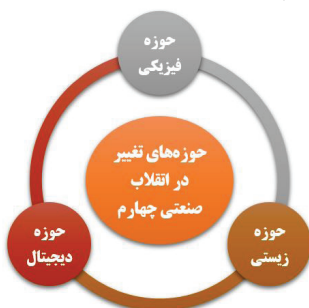 حوزه
فیزیکی
حوزه‌های تغییر
در انقلاب
صنعتی چهارم
حوزه
زیستی
حوزه
دیجیتال